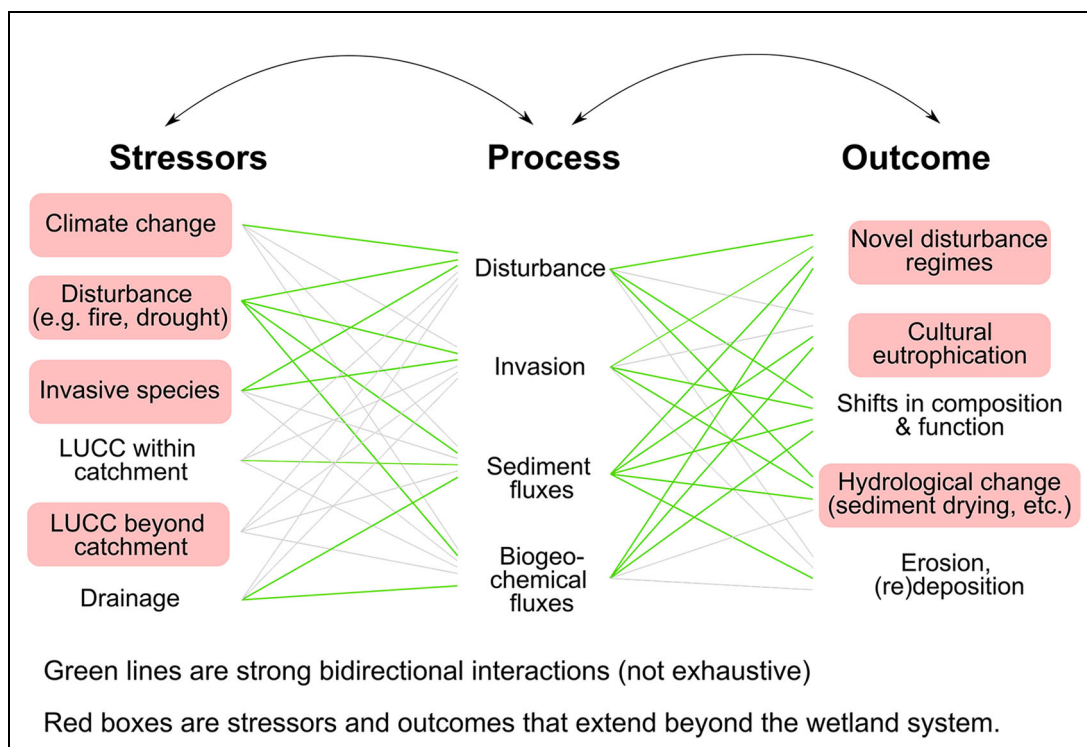 Stressors
Process
Outcome
Climate change
Disturbance
(e.g. fire, drought)
Invasive species
LUCC within
catchment
LUCC beyond
catchment
Drainage
Disturbance
Invasion
Sediment
fluxes
Biogeo-
chemical
fluxes
Novel disturbance
regimes
Cultural
eutrophication
Shifts in composition
& function
Hydrological change
(sediment drying, etc.)
Erosion,
(re)deposition
Green lines are strong bidirectional interactions (not exhaustive)
Red boxes are stressors and outcomes that extend beyond the wetland system.